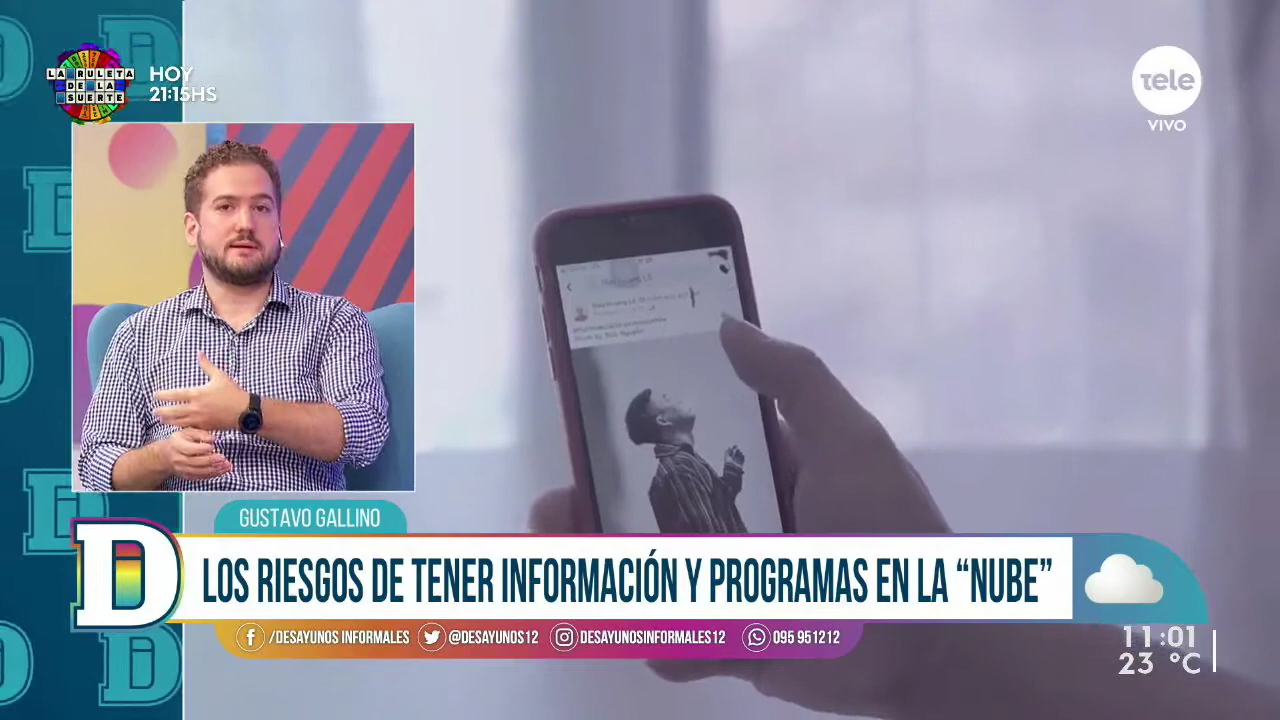 LA RULETA
DE LA
SUERTE
HOY
21:15HS
tele
VIVO
GUSTAVO GALLINO
D
LOS RIESGOS DE TENER INFORMACIÓN Y PROGRAMAS EN LA “NUBE”
/DESAYUNOS INFORMALES @DESAYUNOS12 DESAYUNOSINFORMALES12 095 951212
11:01
23 °C